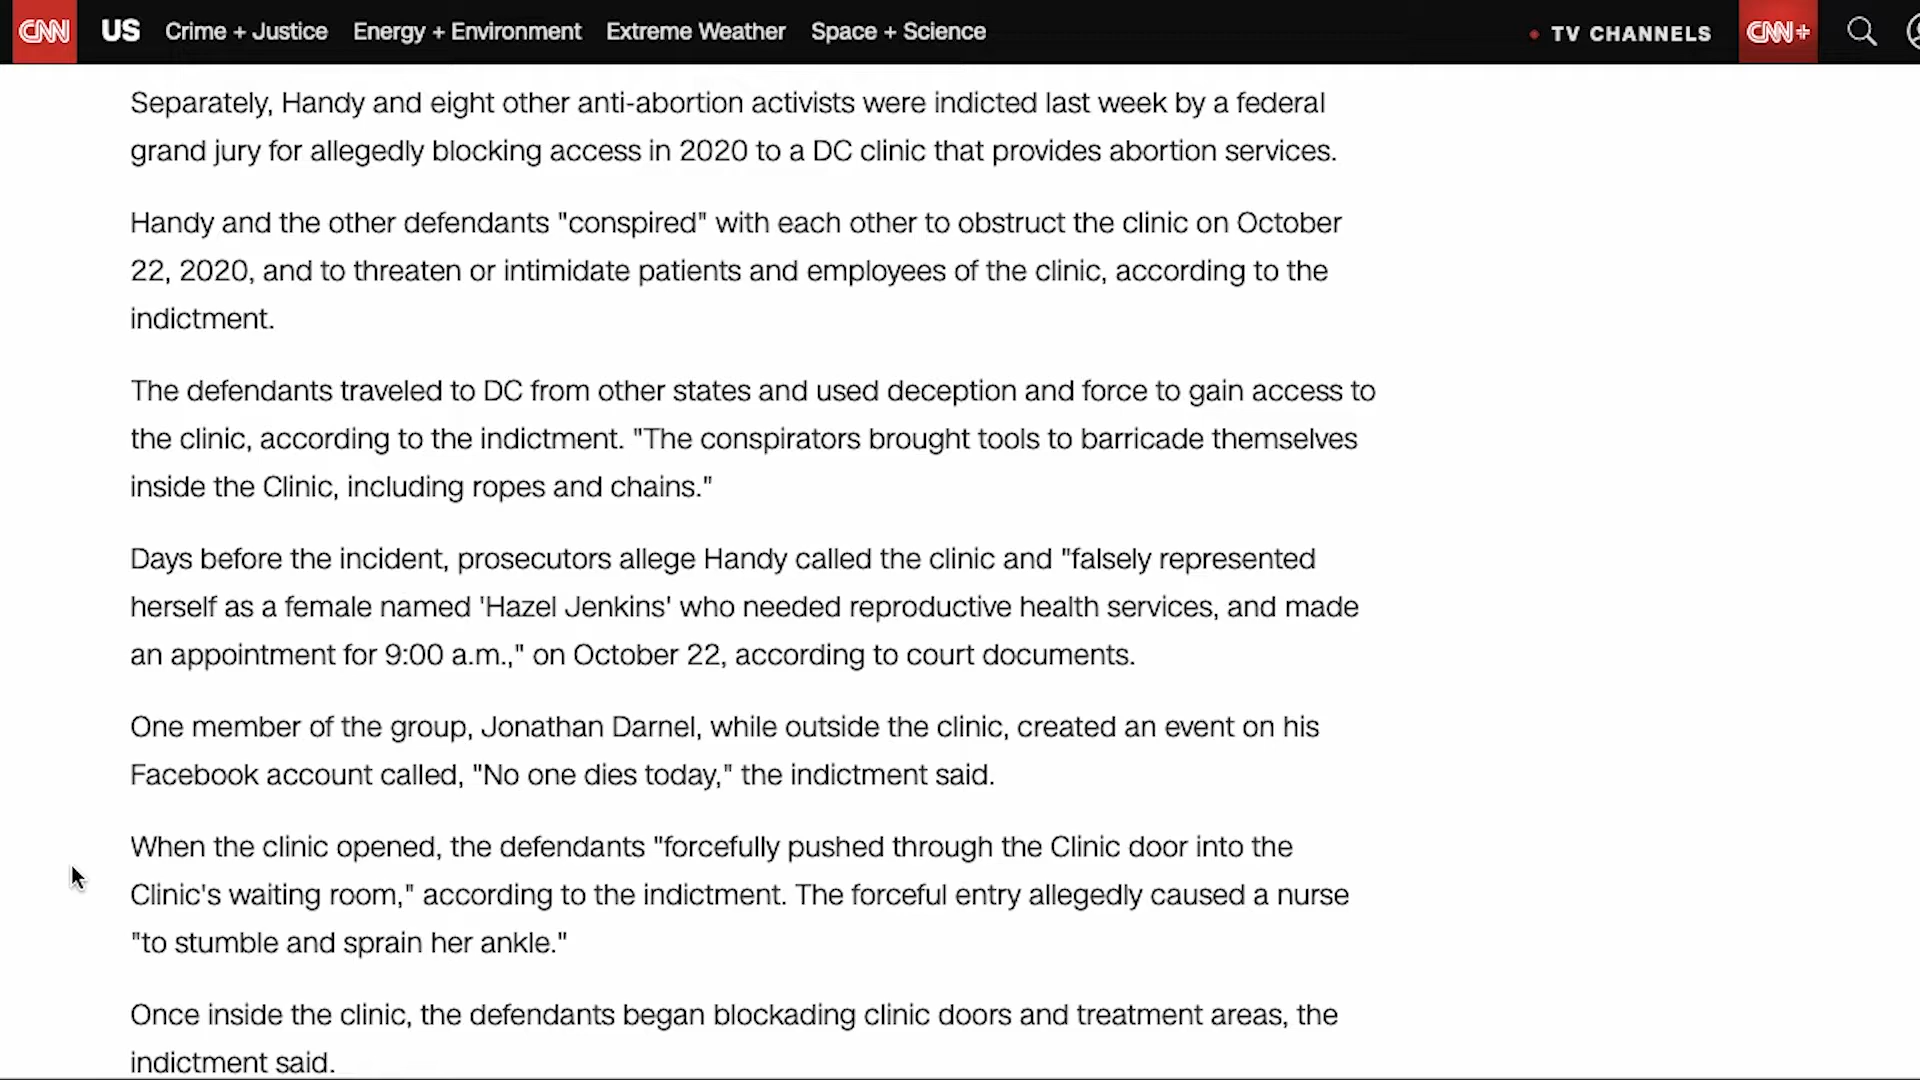 CNN US Crime + Justice Energy + Environment Extreme Weather Space + Science TV CHANNELS CNN+
Separately, Handy and eight other anti-abortion activists were indicted last week by a federal
grand jury for allegedly blocking access in 2020 to a DC clinic that provides abortion services.
Handy and the other defendants "conspired" with each other to obstruct the clinic on October
22, 2020, and to threaten or intimidate patients and employees of the clinic, according to the
indictment.
The defendants traveled to DC from other states and used deception and force to gain access to
the clinic, according to the indictment. "The conspirators brought tools to barricade themselves
inside the Clinic, including ropes and chains."
Days before the incident, prosecutors allege Handy called the clinic and "falsely represented
herself as a female named 'Hazel Jenkins' who needed reproductive health services, and made
an appointment for 9:00 a.m.," on October 22, according to court documents.
One member of the group, Jonathan Darnel, while outside the clinic, created an event on his
Facebook account called, "No one dies today," the indictment said.
When the clinic opened, the defendants "forcefully pushed through the Clinic door into the
Clinic's waiting room," according to the indictment. The forceful entry allegedly caused a nurse
"to stumble and sprain her ankle."
Once inside the clinic, the defendants began blockading clinic doors and treatment areas, the
indictment said.